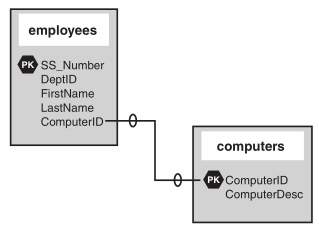 employees
PK SS_Number
DeptID
FirstName
LastName
ComputerID
computers
PK ComputerID
ComputerDesc